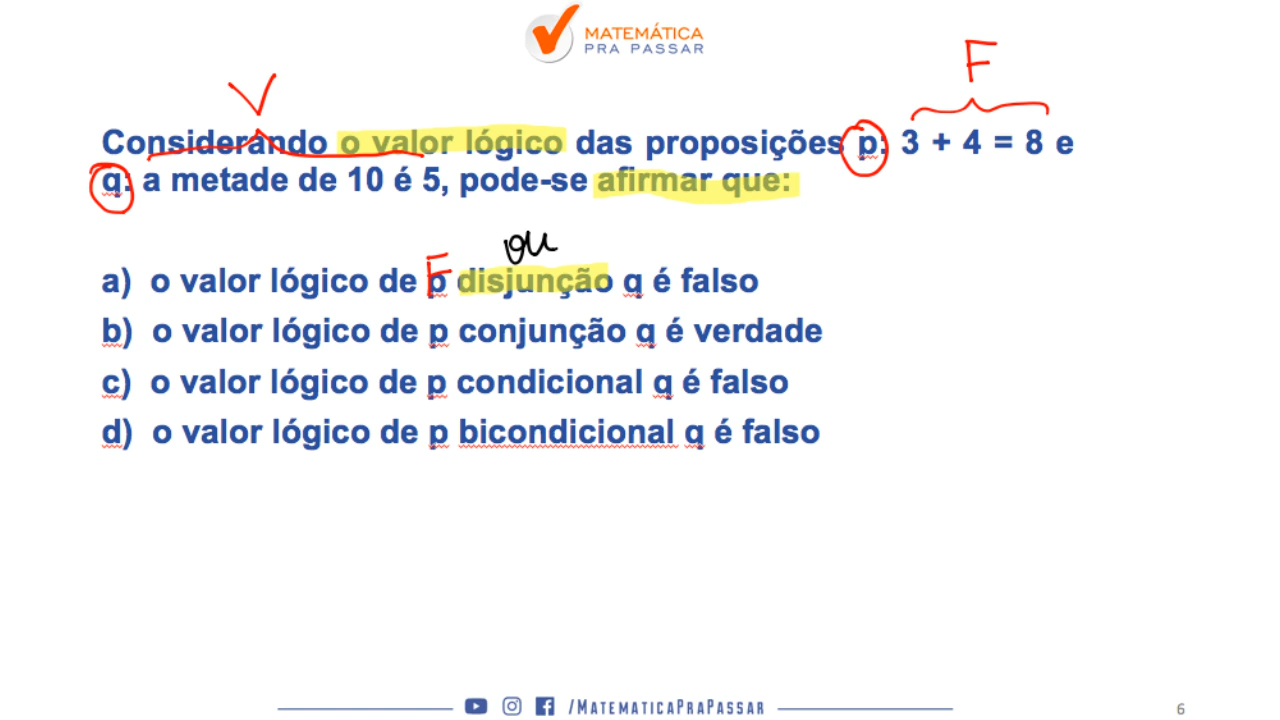 MATEMÁTICA
PRA PASSAR
F
V
Considerando o valor lógico das proposições p: 3 + 4 = 8 e
q: a metade de 10 é 5, pode-se afirmar que:
ou
F
a) o valor lógico de p disjunção q é falso
b) o valor lógico de p conjunção q é verdade
c) o valor lógico de p condicional q é falso
d) o valor lógico de p bicondicional q é falso
/MATEMATICAPRAPASSAR
6